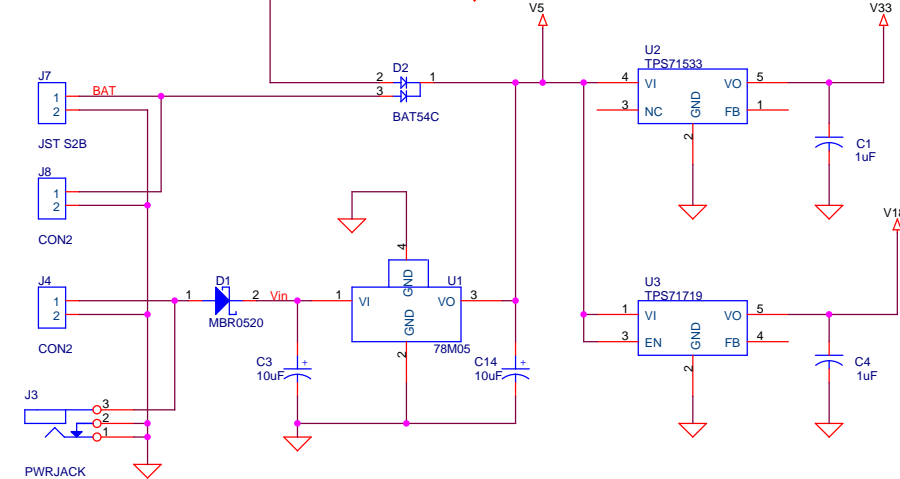 V5
V33
J7
1
2
BAT
JST S2B
2
3
D2
1
BAT54C
U2
TPS71533
4
VI
VO
5
3
NC
FB
1
GND
2
C1
1uF
J8
1
2
CON2
J4
1
2
CON2
1
D1
2
Vin
MBR0520
4
GND
U1
1
VI
VO
3
GND
2
78M05
C3
+
10uF
C14
+
10uF
V18
U3
TPS71719
1
VI
VO
5
3
EN
FB
4
GND
2
C4
1uF
J3
3
2
1
PWRJACK